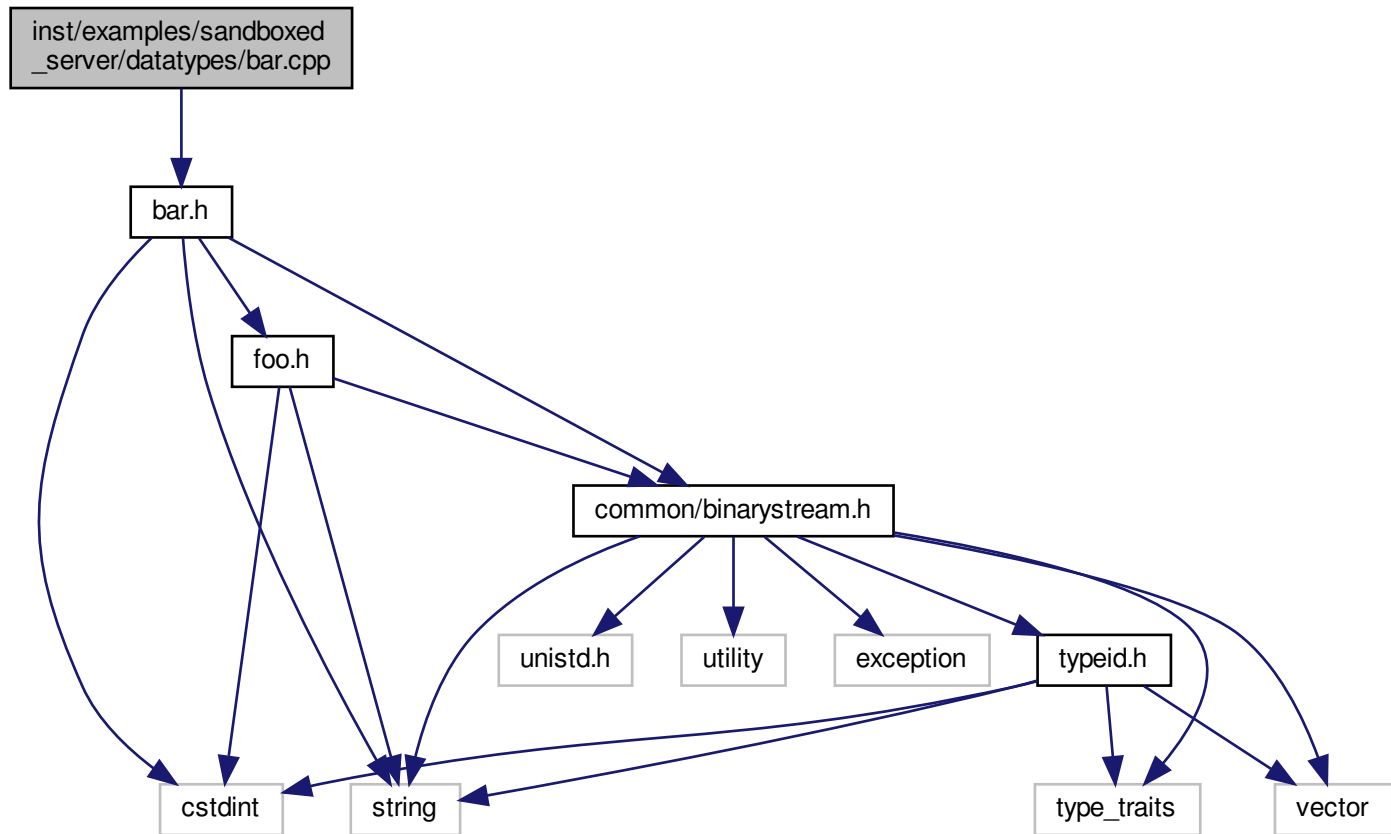 inst/examples/sandboxed
_server/datatypes/bar.cpp
bar.h
foo.h
common/binarystream.h
unistd.h
utility
exception
typeid.h
cstdint
string
type_traits
vector